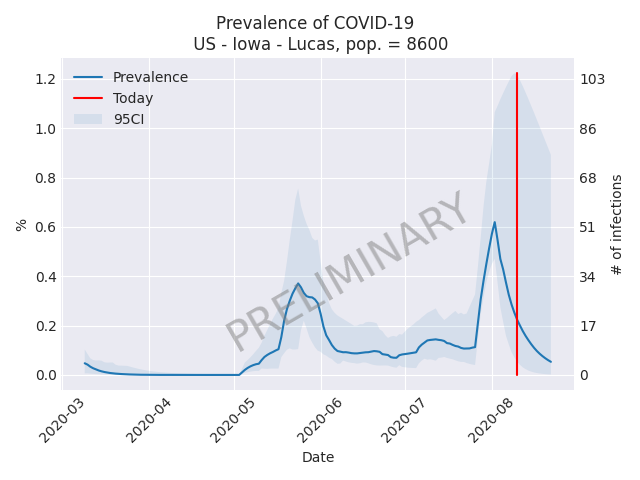 Prevalence of COVID-19
US - Iowa - Lucas, pop. = 8600
Prevalence
Today
95CI
PRELIMINARY
%
1.2
1.0
0.8
0.6
0.4
0.2
0.0
103
86
68
51
34
17
0
# of infections
2020-03
2020-04
2020-05
2020-06
2020-07
2020-08
Date